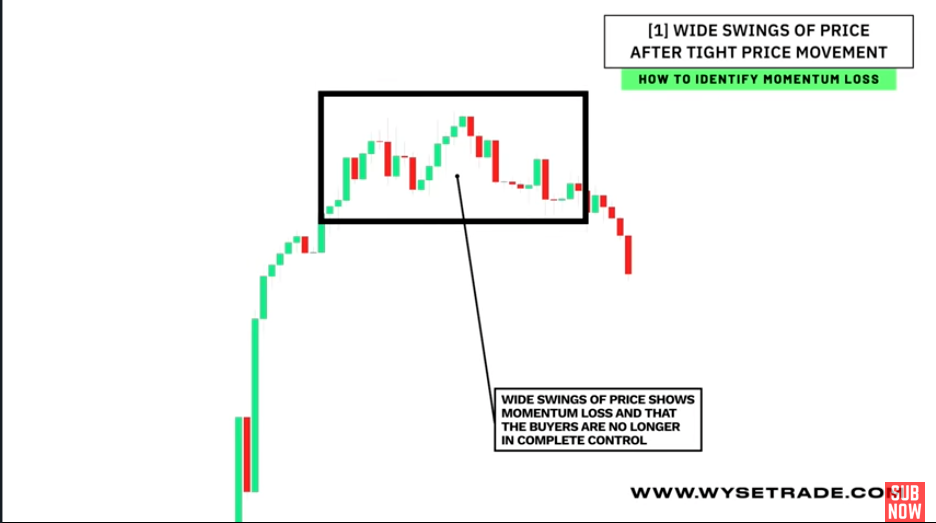 [1] WIDE SWINGS OF PRICE
AFTER TIGHT PRICE MOVEMENT
HOW TO IDENTIFY MOMENTUM LOSS
WIDE SWINGS OF PRICE SHOWS
MOMENTUM LOSS AND THAT
THE BUYERS ARE NO LONGER
IN COMPLETE CONTROL
WWW.WYSETRADE.COM
SUB
NOW